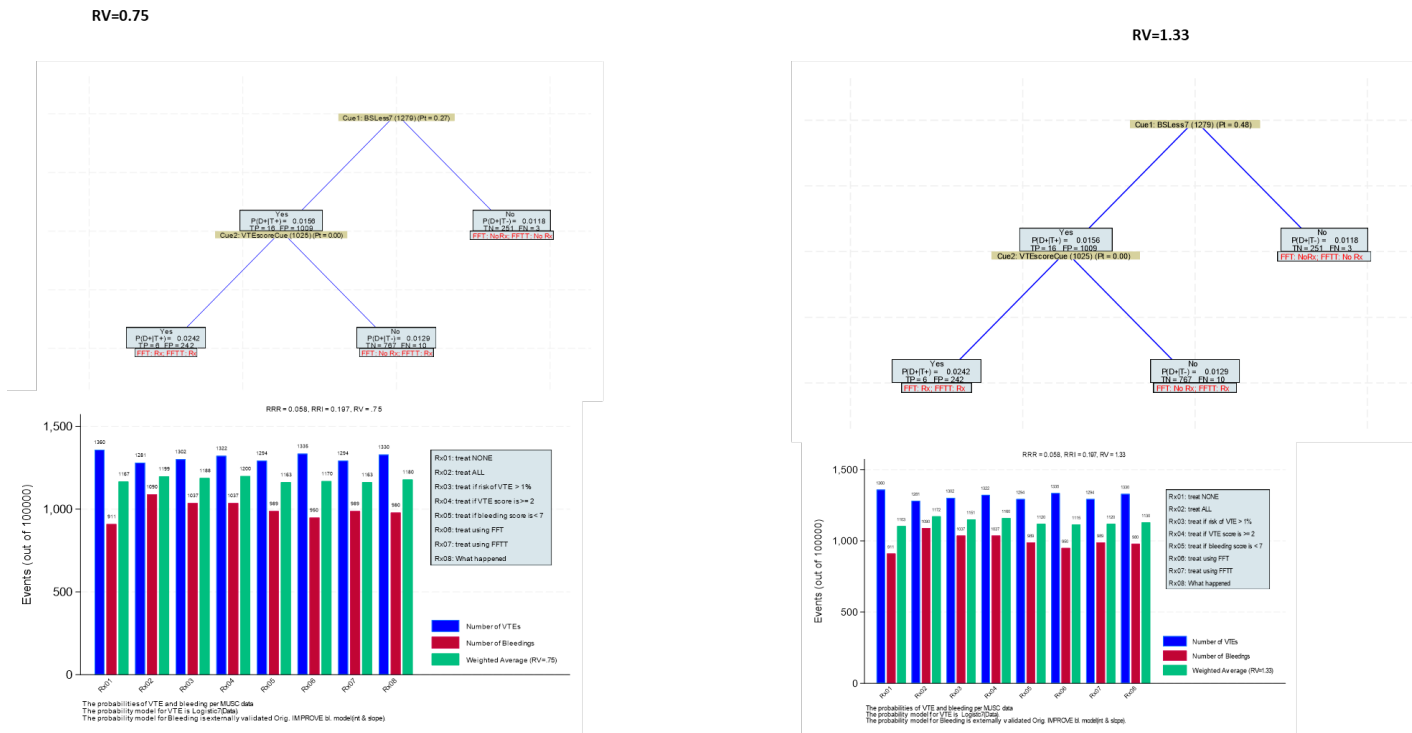 RV=0.75
Cue1: BSLess7 (1279) (Pt = 0.27)
Yes
P(D+|T+) = 0.0156
TP = 16 FP = 1009
No
P(D+|T-) = 0.0118
TN = 251 FN = 3
FFT: NoRx; FFTT: No Rx
Cue2: VTEscoreCue (1025) (Pt = 0.00)
Yes
P(D+|T+) = 0.0242
TP = 6 FP = 242
FFT: Rx; FFTT: Rx
No
P(D+|T-) = 0.0129
TN = 767 FN = 10
FFT: No Rx; FFTT: Rx
RRR = 0.058, RRI = 0.197, RV = .75
Events (out of 100000)
1,500
1,000
500
0
1360
911
1167
1281
1090
1199
1302
1037
1188
1322
1037
1200
1294
989
1163
1170
1294
989
1163
1330
980
1180
Rx01
Rx02
Rx03
Rx04
Rx05
Rx06
Rx07
Rx08
Rx01: treat NONE
Rx02: treat ALL
Rx03: treat if risk of VTE > 1%
Rx04: treat if VTE score is >= 2
Rx05: treat if bleeding score is < 7
Rx06: treat using FFT
Rx07: treat using FFTT
Rx08: What happened
Number of VTEs
Number of Bleedings
Weighted Average (RV=.75)
The probabilities of VTE and bleeding per MUSC data
The probability model for VTE is Logistic7(Data).
The probability model for Bleeding is externally validated Orig. IMPROVE bl. model(int & slope).
RV=1.33
Cue1: BSLess7 (1279) (Pt = 0.48)
Yes
P(D+|T+) = 0.0156
TP = 16 FP = 1009
No
P(D+|T-) = 0.0118
TN = 251 FN = 3
FFT: NoRx; FFTT: No Rx
Cue2: VTEscoreCue (1025) (Pt = 0.00)
Yes
P(D+|T+) = 0.0242
TP = 6 FP = 242
FFT: Rx; FFTT: Rx
No
P(D+|T-) = 0.0129
TN = 767 FN = 10
FFT: No Rx; FFTT: Rx
RRR = 0.058, RRI = 0.197, RV = 1.33
Events (out of 100000)
1,500
1,000
500
0
1360
911
1281
1090
1172
1302
1037
1322
1037
1294
989
1294
989
1330
980
Rx01
Rx02
Rx03
Rx04
Rx05
Rx06
Rx07
Rx08
Rx01: treat NONE
Rx02: treat ALL
Rx03: treat if risk of VTE > 1%
Rx04: treat if VTE score is >= 2
Rx05: treat if bleeding score is < 7
Rx06: treat using FFT
Rx07: treat using FFTT
Rx08: What happened
Number of VTEs
Number of Bleedings
Weighted Average (RV=1.33)
The probabilities of VTE and bleeding per MUSC data
The probability model for VTE is Logistic7(Data).
The probability model for Bleeding is externally validated Orig. IMPROVE bl. model(int & slope).